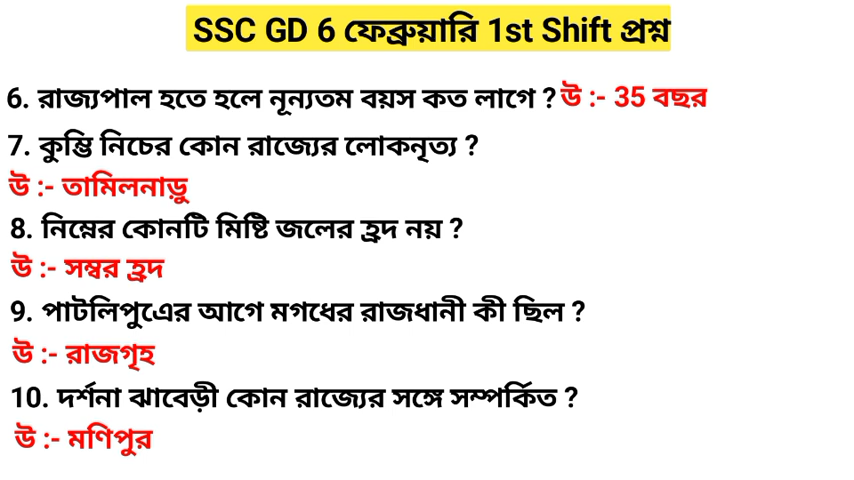 SSC GD 6 ফেব্রুয়ারি 1st Shift প্রশ্ন
6. রাজ্যপাল হতে হলে নূন্যতম বয়স কত লাগে ? উ :- 35 বছর
7. কুম্ভি নিচের কোন রাজ্যের লোকনৃত্য ?
উ :- তামিলনাড়ু
8. নিম্নের কোনটি মিষ্টি জলের হ্রদ নয় ?
উ :- সম্বর হ্রদ
9. পাটলিপুএের আগে মগধের রাজধানী কী ছিল ?
উ :- রাজগৃহ
10. দর্শনা ঝাবেড়ী কোন রাজ্যের সঙ্গে সম্পর্কিত ?
উ :- মণিপুর